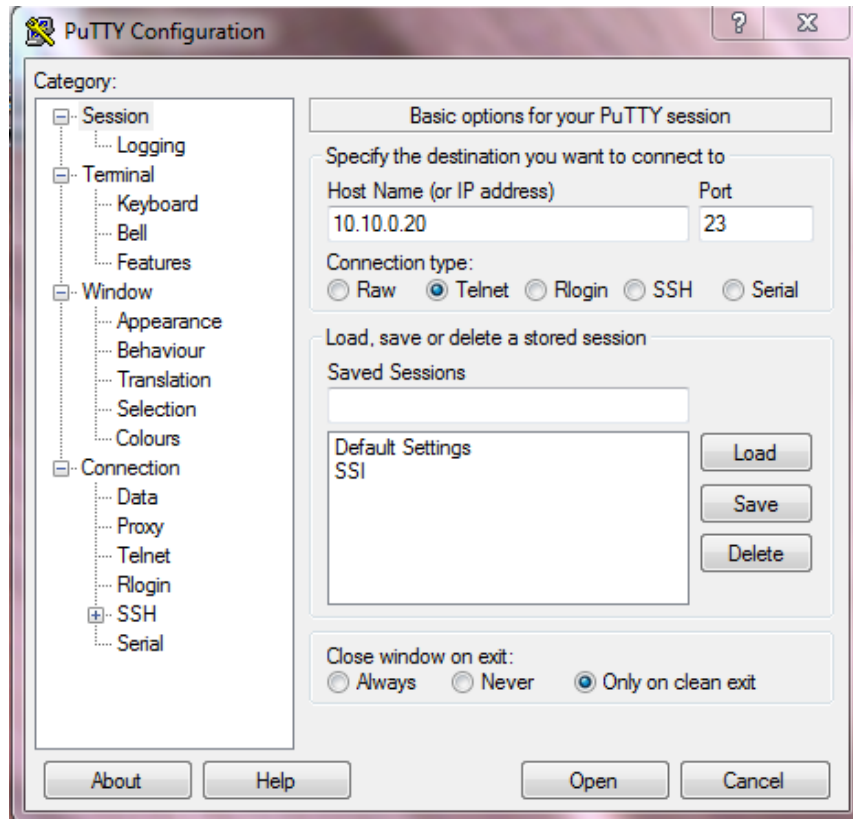 PuTTY Configuration
Category:
Session
Logging
Terminal
Keyboard
Bell
Features
Window
Appearance
Behaviour
Translation
Selection
Colours
Connection
Data
Proxy
Telnet
Rlogin
SSH
Serial
Basic options for your PuTTY session
Specify the destination you want to connect to
Host Name (or IP address) Port
10.10.0.20 23
Connection type:
Raw Telnet Rlogin SSH Serial
Load, save or delete a stored session
Saved Sessions
Default Settings
SSI
Load
Save
Delete
Close window on exit:
Always Never Only on clean exit
About Help Open Cancel